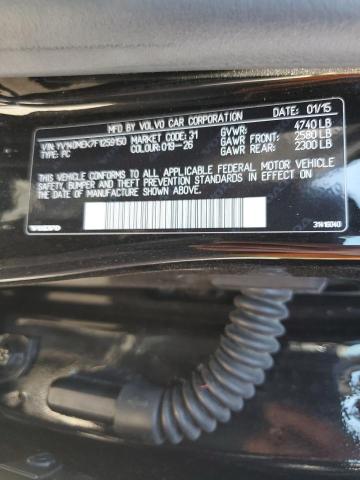 MFD BY VOLVO CAR CORPORATION DATE: 01/15
VIN: YV140MEK7F1259150 MARKET CODE: 31 GVWR: 4740 LB
TYPE: PC COLOUR: 019-26 GAWR FRONT: 2580 LB
GAWR REAR: 2300 LB
THIS VEHICLE CONFORMS TO ALL APPLICABLE FEDERAL MOTOR VEHICLE
SAFETY, BUMPER AND THEFT PREVENTION STANDARDS IN EFFECT ON
THE DATE OF MANUFACTURE SHOWN ABOVE.
VOLVO 31416040